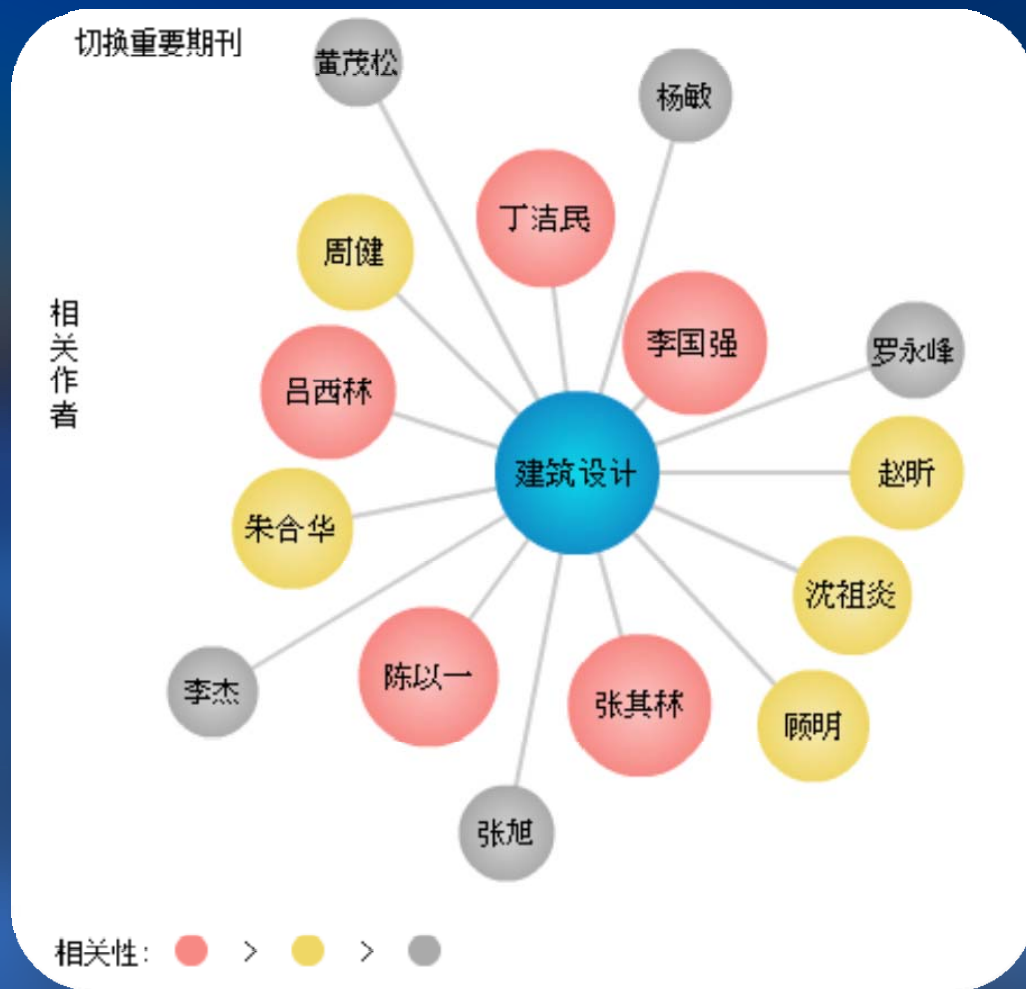 切换重要期刊
黄茂松
杨敏
丁洁民
周健
李国强
罗永峰
相关作者
吕西林
建筑设计
赵昕
朱合华
沈祖炎
陈以一
李杰
张其林
顾明
张旭
相关性: > >